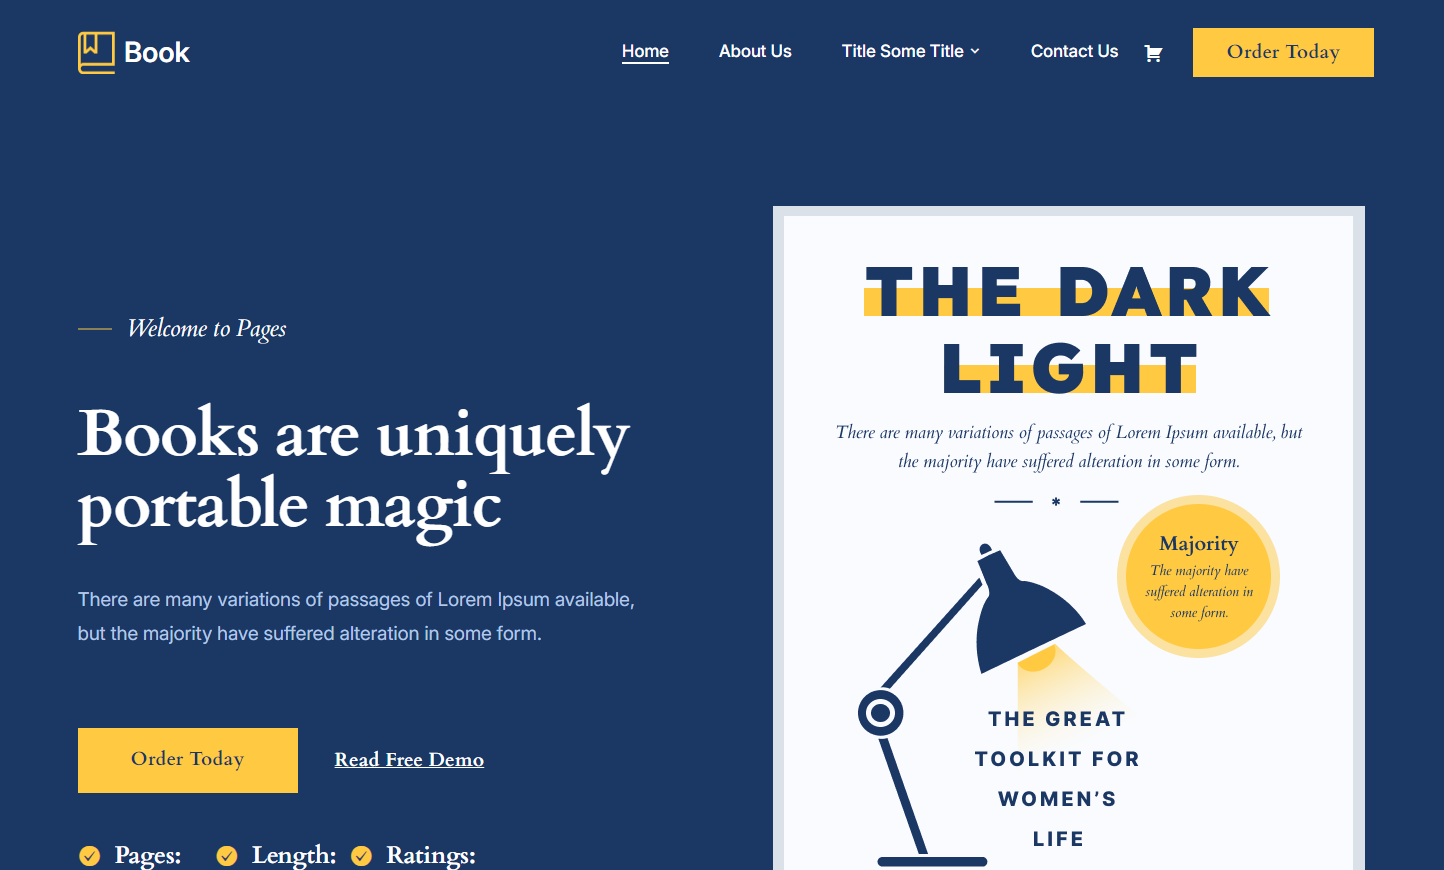 Book
Home
About Us
Title Some Title
Contact Us
Order Today
Welcome to Pages
Books are uniquely
portable magic
There are many variations of passages of Lorem Ipsum available,
but the majority have suffered alteration in some form.
Order Today
Read Free Demo
Pages:
Length:
Ratings:
THE DARK
LIGHT
There are many variations of passages of Lorem Ipsum available, but
the majority have suffered alteration in some form.
*
Majority
The majority have
suffered alteration in
some form.
THE GREAT
TOOLKIT FOR
WOMEN’S
LIFE